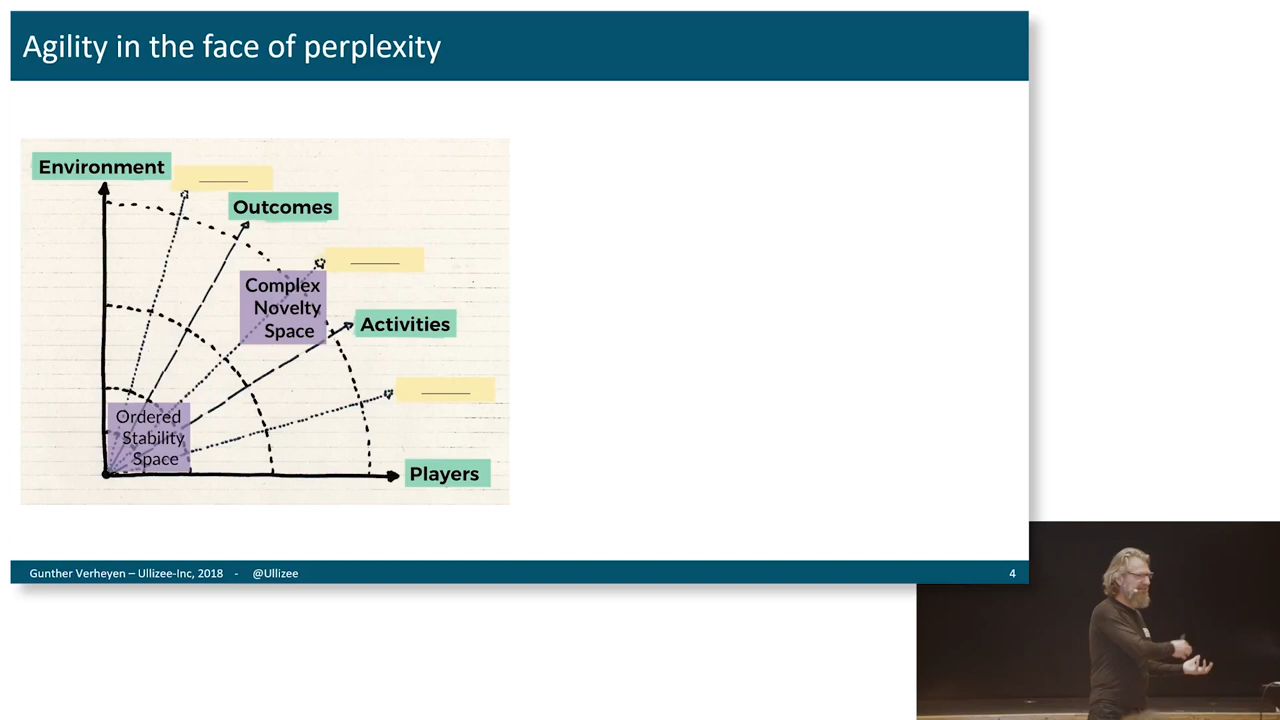 Agility in the face of perplexity
Environment
Outcomes
Complex
Novelty
Space
Activities
Ordered
Stability
Space
Players
Gunther Verheyen – Ullizee-Inc, 2018 - @Ullizee
4